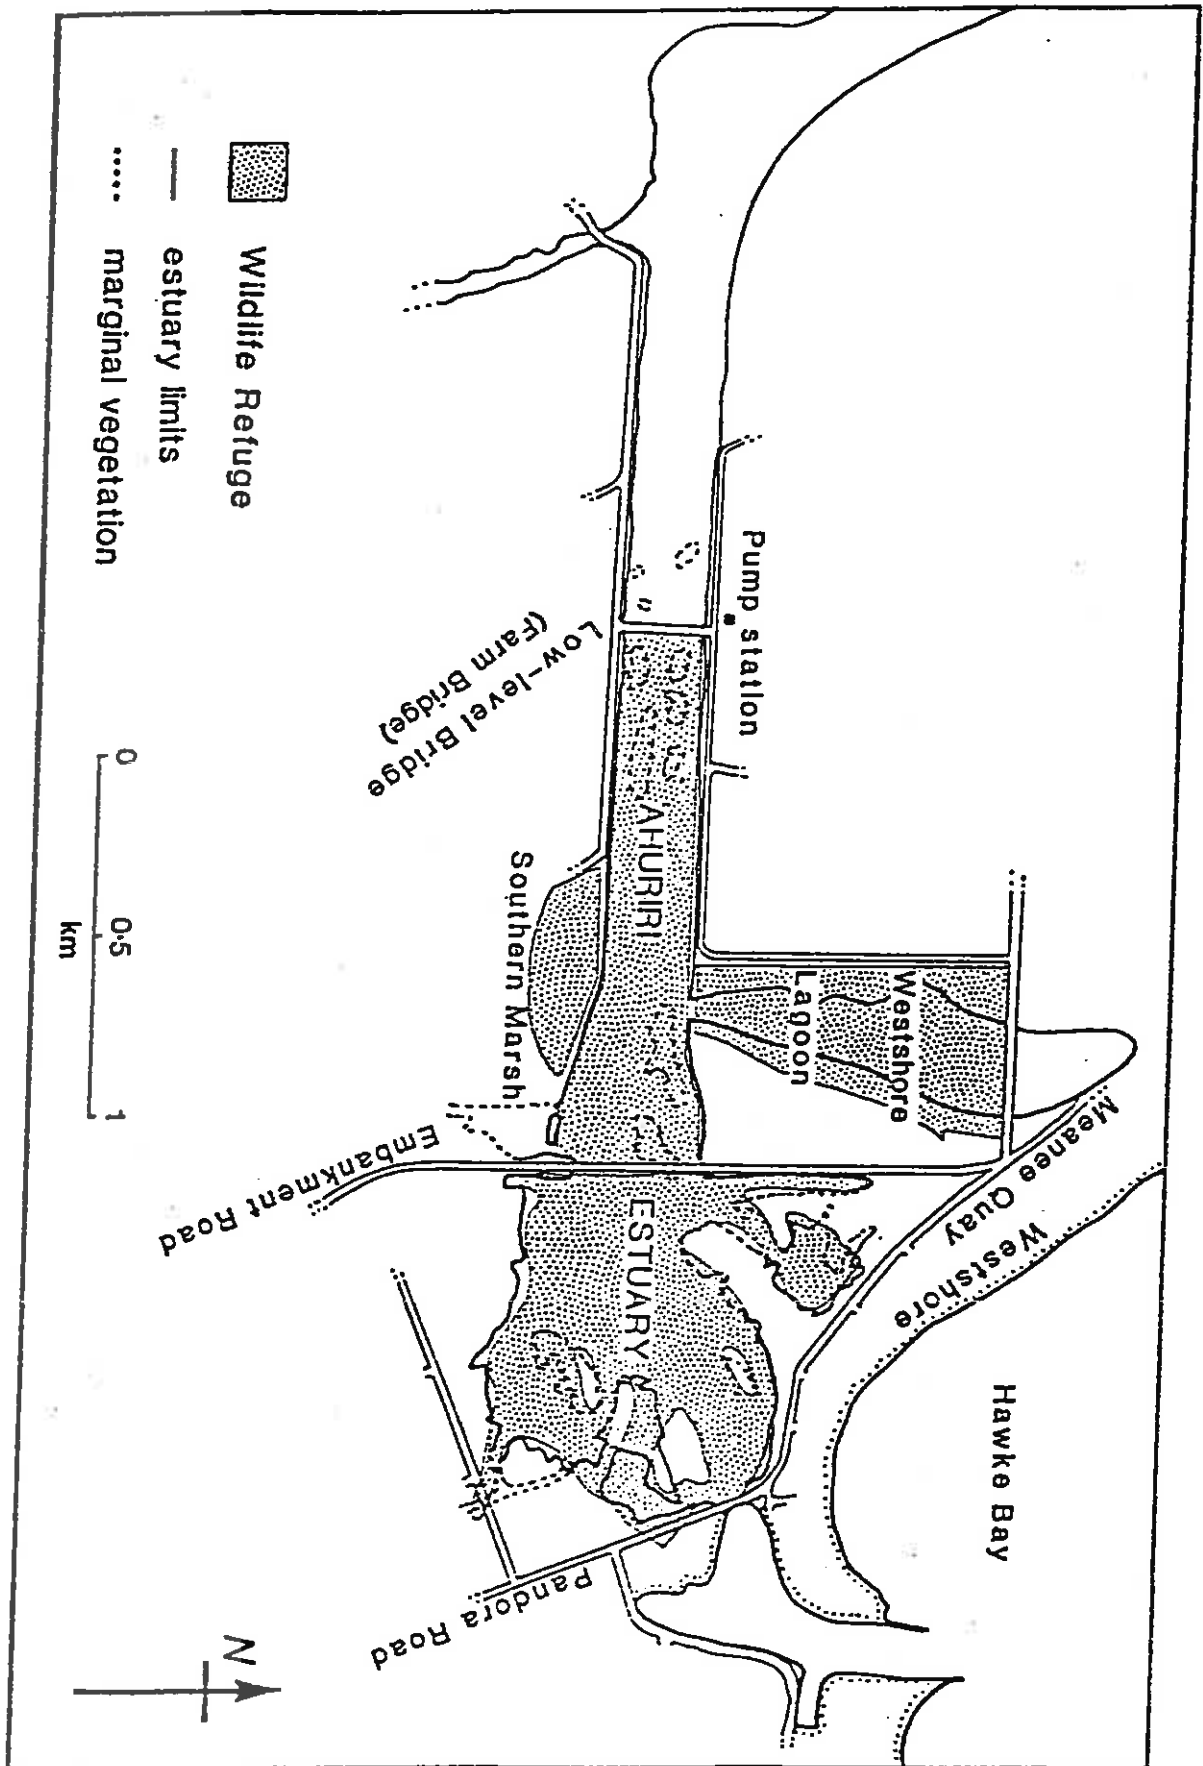 Hawke Bay
Meanee Quay
Westshore
Westshore
Lagoon
Pump station
AHURIRI
ESTUARY
Low-level Bridge
(Farm Bridge)
Southern Marsh
Embankment Road
Pandora Road
Wildlife Refuge
estuary limits
marginal vegetation
0
0·5
1
km
N